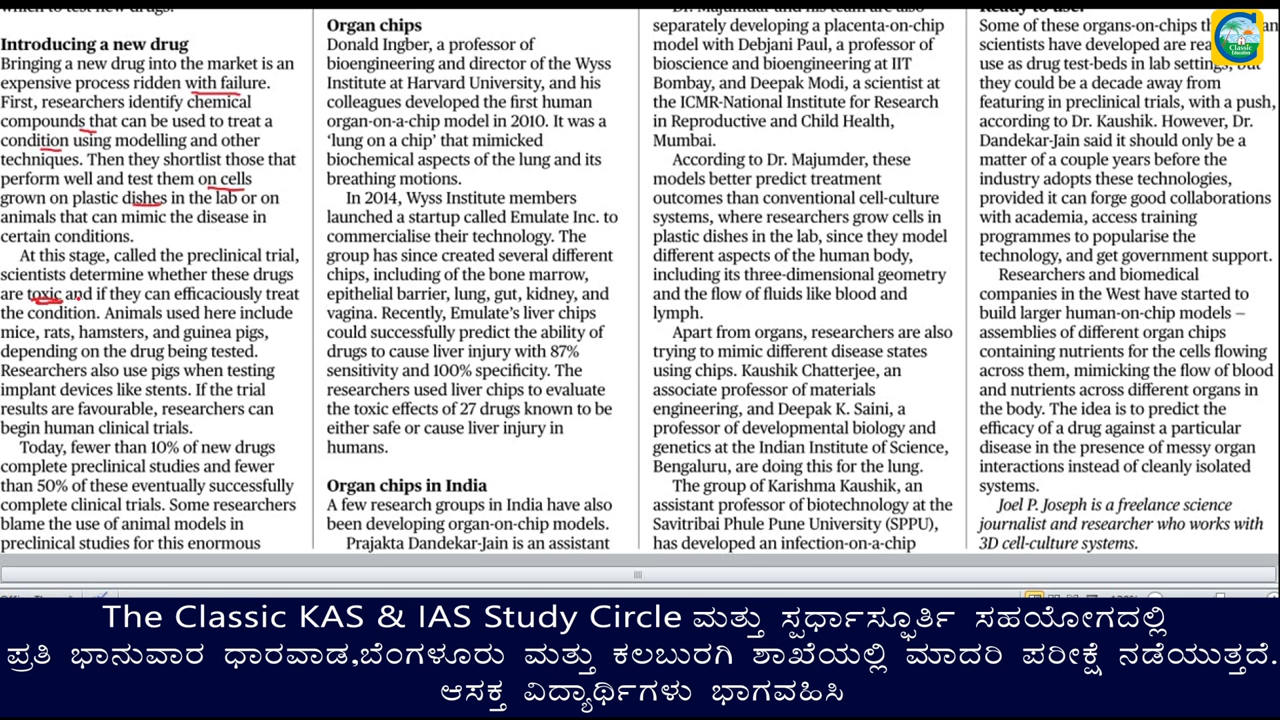 which to test new drugs.
Introducing a new drug
Bringing a new drug into the market is an
expensive process ridden with failure.
First, researchers identify chemical
compounds that can be used to treat a
condition using modelling and other
techniques. Then they shortlist those that
perform well and test them on cells
grown on plastic dishes in the lab or on
animals that can mimic the disease in
certain conditions.
At this stage, called the preclinical trial,
scientists determine whether these drugs
are toxic and if they can efficaciously treat
the condition. Animals used here include
mice, rats, hamsters, and guinea pigs,
depending on the drug being tested.
Researchers also use pigs when testing
implant devices like stents. If the trial
results are favourable, researchers can
begin human clinical trials.
Today, fewer than 10% of new drugs
complete preclinical studies and fewer
than 50% of these eventually successfully
complete clinical trials. Some researchers
blame the use of animal models in
preclinical studies for this enormous
Organ chips
Donald Ingber, a professor of
bioengineering and director of the Wyss
Institute at Harvard University, and his
colleagues developed the first human
organ-on-a-chip model in 2010. It was a
‘lung on a chip’ that mimicked
biochemical aspects of the lung and its
breathing motions.
In 2014, Wyss Institute members
launched a startup called Emulate Inc. to
commercialise their technology. The
group has since created several different
chips, including of the bone marrow,
epithelial barrier, lung, gut, kidney, and
vagina. Recently, Emulate's liver chips
could successfully predict the ability of
drugs to cause liver injury with 87%
sensitivity and 100% specificity. The
researchers used liver chips to evaluate
the toxic effects of 27 drugs known to be
either safe or cause liver injury in
humans.
Organ chips in India
A few research groups in India have also
been developing organ-on-chip models.
Prajakta Dandekar-Jain is an assistant
Dr. Majumdar and his team are also
separately developing a placenta-on-chip
model with Debjani Paul, a professor of
bioscience and bioengineering at IIT
Bombay, and Deepak Modi, a scientist at
the ICMR-National Institute for Research
in Reproductive and Child Health,
Mumbai.
According to Dr. Majumder, these
models better predict treatment
outcomes than conventional cell-culture
systems, where researchers grow cells in
plastic dishes in the lab, since they model
different aspects of the human body,
including its three-dimensional geometry
and the flow of fluids like blood and
lymph.
Apart from organs, researchers are also
trying to mimic different disease states
using chips. Kaushik Chatterjee, an
associate professor of materials
engineering, and Deepak K. Saini, a
professor of developmental biology and
genetics at the Indian Institute of Science,
Bengaluru, are doing this for the lung.
The group of Karishma Kaushik, an
assistant professor of biotechnology at the
Savitribai Phule Pune University (SPPU),
has developed an infection-on-a-chip
Ready to use?
Some of these organs-on-chips
scientists have developed are
use as drug test-beds in lab settings, but
they could be a decade away from
featuring in preclinical trials, with a push,
according to Dr. Kaushik. However, Dr.
Dandekar-Jain said it should only be a
matter of a couple years before the
industry adopts these technologies,
provided it can forge good collaborations
with academia, access training
programmes to popularise the
technology, and get government support.
Researchers and biomedical
companies in the West have started to
build larger human-on-chip models —
assemblies of different organ chips
containing nutrients for the cells flowing
across them, mimicking the flow of blood
and nutrients across different organs in
the body. The idea is to predict the
efficacy of a drug against a particular
disease in the presence of messy organ
interactions instead of cleanly isolated
systems.
Joel P. Joseph is a freelance science
journalist and researcher who works with
3D cell-culture systems.
Classic
Education
The Classic KAS & IAS Study Circle ಮತ್ತು ಸ್ಪರ್ಧಾಸ್ಫೂರ್ತಿ ಸಹಯೋಗದಲ್ಲಿ
ಪ್ರತಿ ಭಾನುವಾರ ಧಾರವಾಡ,ಬೆಂಗಳೂರು ಮತ್ತು ಕಲಬುರಗಿ ಶಾಖೆಯಲ್ಲಿ ಮಾದರಿ ಪರೀಕ್ಷೆ ನಡೆಯುತ್ತದೆ.
ಆಸಕ್ತ ವಿದ್ಯಾರ್ಥಿಗಳು ಭಾಗವಹಿಸಿ